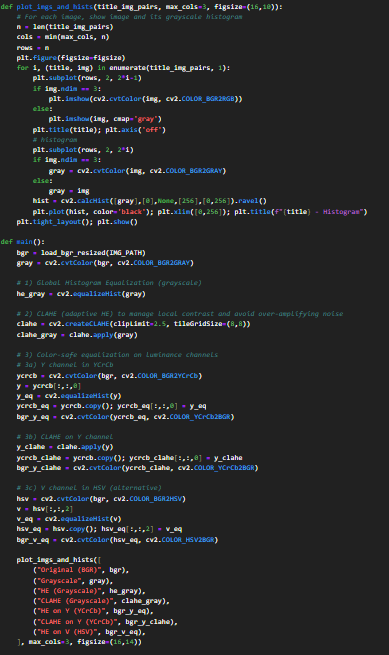 def plot_imgs_and_hists(title_img_pairs, max_cols=3, figsize=(16,10)):
    # For each image, show image and its grayscale histogram
    n = len(title_img_pairs)
    cols = min(max_cols, n)
    rows = n
    plt.figure(figsize=figsize)
    for i, (title, img) in enumerate(title_img_pairs, 1):
        plt.subplot(rows, 2, 2*i-1)
        if img.ndim == 3:
            plt.imshow(cv2.cvtColor(img, cv2.COLOR_BGR2RGB))
        else:
            plt.imshow(img, cmap="gray")
        plt.title(title); plt.axis("off")
        # histogram
        plt.subplot(rows, 2, 2*i)
        if img.ndim == 3:
            gray = cv2.cvtColor(img, cv2.COLOR_BGR2GRAY)
        else:
            gray = img
        hist = cv2.calcHist([gray],[0],None,[256],[0,256]).ravel()
        plt.plot(hist, color='black'); plt.xlim([0,256]); plt.title(f"{title} - Histogram")
    plt.tight_layout(); plt.show()

def main():
    bgr = load_bgr_resized(IMG_PATH)
    gray = cv2.cvtColor(bgr, cv2.COLOR_BGR2GRAY)

    # 1) Global Histogram Equalization (grayscale)
    he_gray = cv2.equalizeHist(gray)

    # 2) CLAHE (adaptive HE) to manage local contrast and avoid over-amplifying noise
    clahe = cv2.createCLAHE(clipLimit=2.5, tileGridSize=(8,8))
    clahe_gray = clahe.apply(gray)

    # 3) Color-safe equalization on luminance channels
    # 3a) Y channel in YCrCb
    ycrcb = cv2.cvtColor(bgr, cv2.COLOR_BGR2YCrCb)
    y = ycrcb[:,:,0]
    y_eq = cv2.equalizeHist(y)
    ycrcb_eq = ycrcb.copy(); ycrcb_eq[:,:,0] = y_eq
    bgr_y_eq = cv2.cvtColor(ycrcb_eq, cv2.COLOR_YCrCb2BGR)

    # 3b) CLAHE on Y channel
    y_clahe = clahe.apply(y)
    ycrcb_clahe = ycrcb.copy(); ycrcb_clahe[:,:,0] = y_clahe
    bgr_y_clahe = cv2.cvtColor(ycrcb_clahe, cv2.COLOR_YCrCb2BGR)

    # 3c) V channel in HSV (alternative)
    hsv = cv2.cvtColor(bgr, cv2.COLOR_BGR2HSV)
    v = hsv[:,:,2]
    v_eq = cv2.equalizeHist(v)
    hsv_eq = hsv.copy(); hsv_eq[:,:,2] = v_eq
    bgr_v_eq = cv2.cvtColor(hsv_eq, cv2.COLOR_HSV2BGR)

    plot_imgs_and_hists([
        ("Original (BGR)", bgr),
        ("Grayscale", gray),
        ("HE (Grayscale)", he_gray),
        ("CLAHE (Grayscale)", clahe_gray),
        ("HE on Y (YCrCb)", bgr_y_eq),
        ("CLAHE on Y (YCrCb)", bgr_y_clahe),
        ("HE on V (HSV)", bgr_v_eq),
    ], max_cols=3, figsize=(16,14))